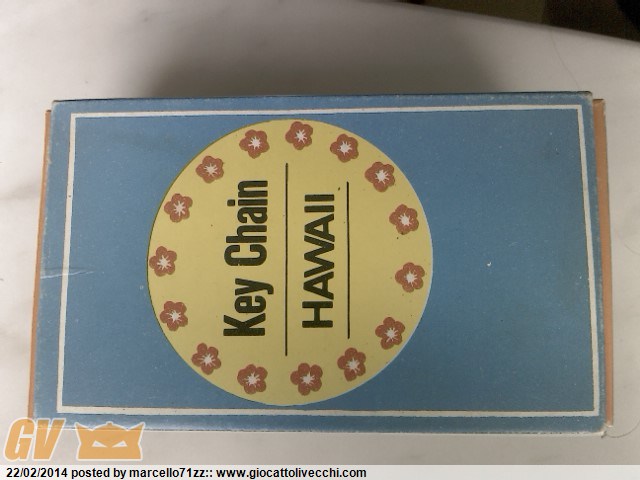 Key Chain
HAWAII
GV
22/02/2014 posted by marcello71zz:: www.giocattolivecchi.com